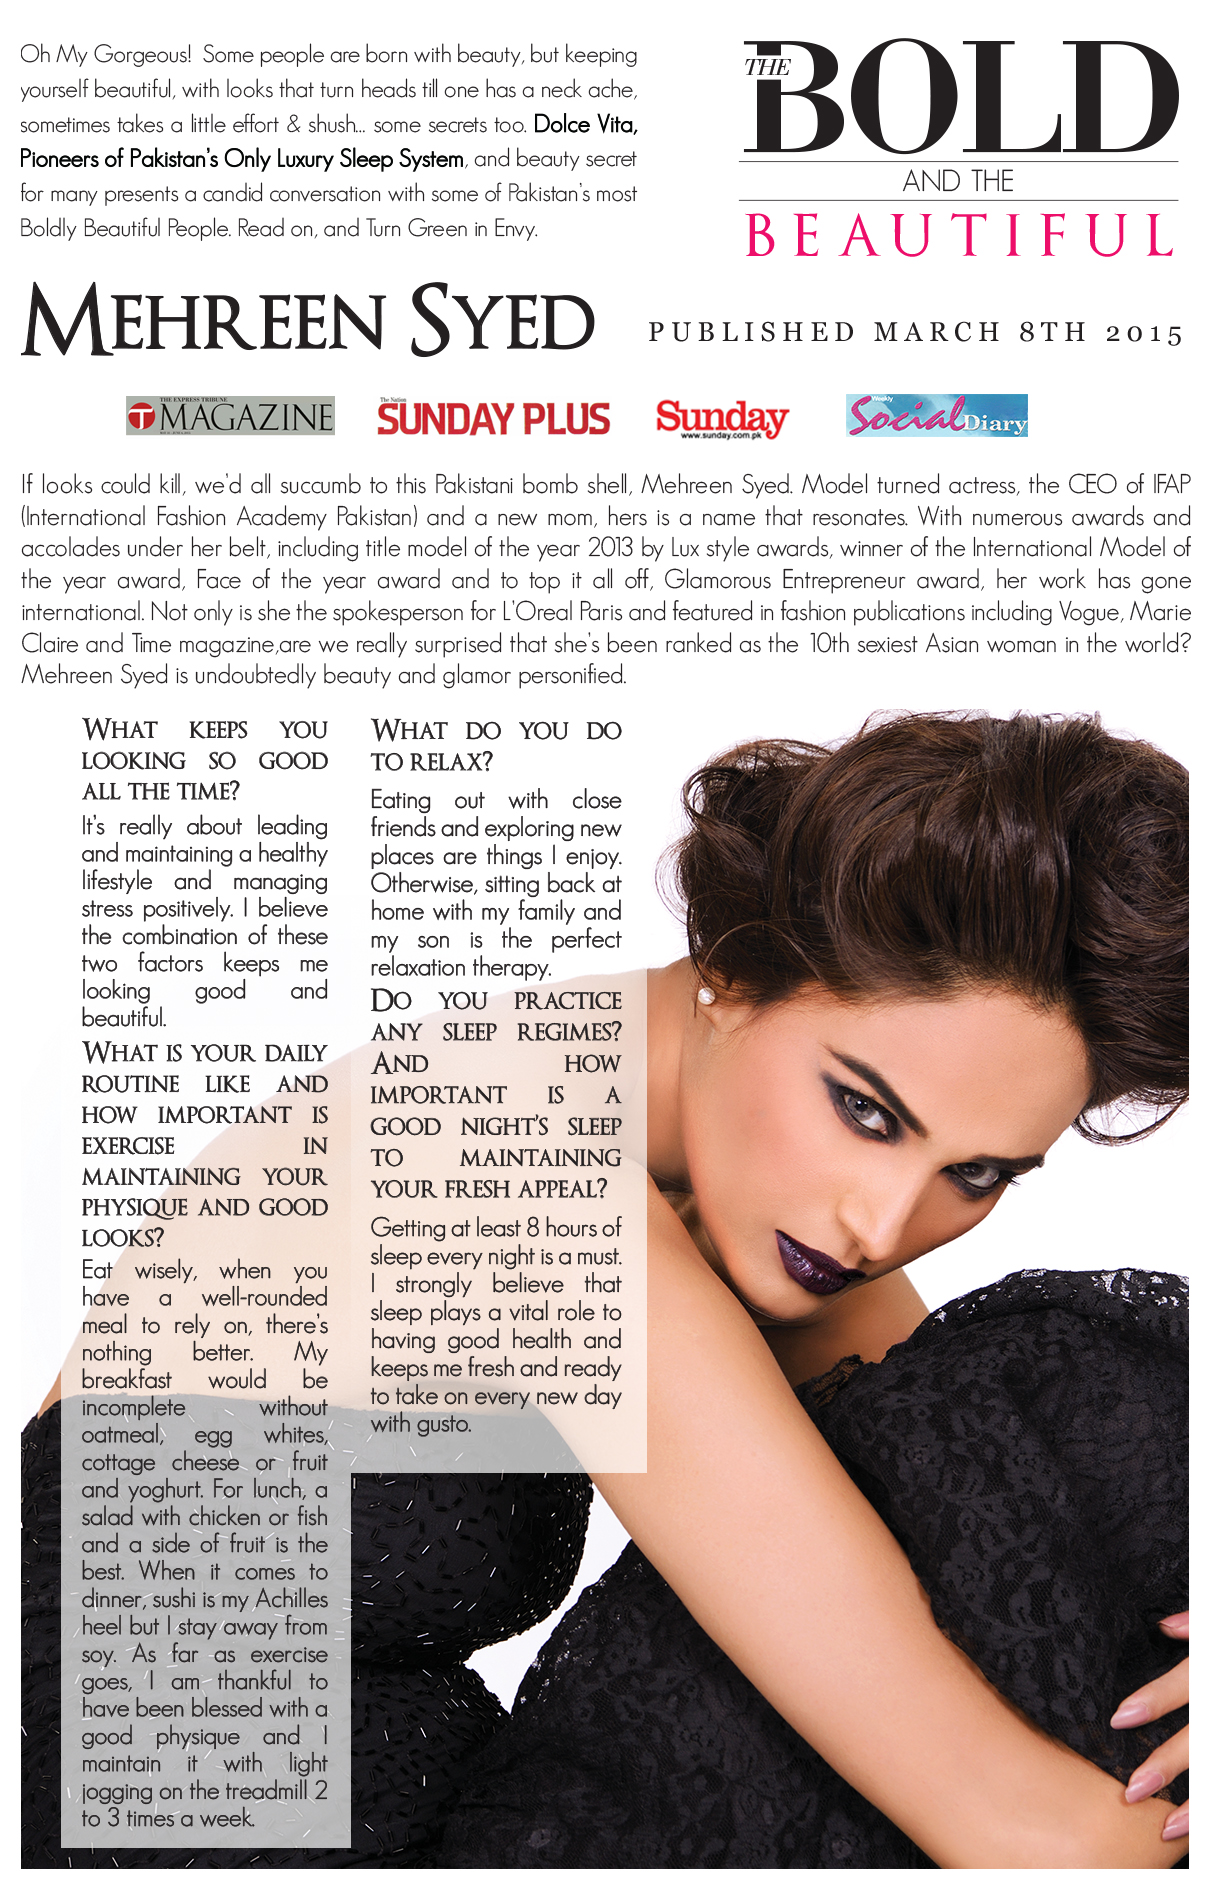 Oh My Gorgeous! Some people are born with beauty, but keeping
yourself beautiful, with looks that turn heads till one has a neck ache,
sometimes takes a little effort & shush... some secrets too. Dolce Vita,
Pioneers of Pakistan's Only Luxury Sleep System, and beauty secret
for many presents a candid conversation with some of Pakistan's most
Boldly Beautiful People. Read on, and Turn Green in Envy.
THE BOLD
AND THE
BEAUTIFUL
MEHREEN SYED
PUBLISHED MARCH 8TH 2015
THE EXPRESS TRIBUNE
T MAGAZINE
The Nation
SUNDAY PLUS
Sunday
www.sunday.com.pk
Weekly
Social Diary
If looks could kill, we'd all succumb to this Pakistani bomb shell, Mehreen Syed. Model turned actress, the CEO of IFAP
(International Fashion Academy Pakistan) and a new mom, hers is a name that resonates. With numerous awards and
accolades under her belt, including title model of the year 2013 by Lux style awards, winner of the International Model of
the year award, Face of the year award and to top it all off, Glamorous Entrepreneur award, her work has gone
international. Not only is she the spokesperson for L'Oreal Paris and featured in fashion publications including Vogue, Marie
Claire and Time magazine,are we really surprised that she's been ranked as the 10th sexiest Asian woman in the world?
Mehreen Syed is undoubtedly beauty and glamor personified.
WHAT KEEPS YOU
LOOKING SO GOOD
ALL THE TIME?
It's really about leading
and maintaining a healthy
lifestyle and managing
stress positively. I believe
the combination of these
two factors keeps me
looking good and
beautiful.
WHAT IS YOUR DAILY
ROUTINE LIKE AND
HOW IMPORTANT IS
EXERCISE IN
MAINTAINING YOUR
PHYSIQUE AND GOOD
LOOKS?
Eat wisely, when you
have a well-rounded
meal to rely on, there's
nothing better. My
breakfast would be
incomplete without
oatmeal, egg whites,
cottage cheese or fruit
and yoghurt. For lunch, a
salad with chicken or fish
and a side of fruit is the
best. When it comes to
dinner, sushi is my Achilles
heel but I stay away from
soy. As far as exercise
goes, I am thankful to
have been blessed with a
good physique and I
maintain it with light
jogging on the treadmill 2
to 3 times a week.
WHAT DO YOU DO
TO RELAX?
Eating out with close
friends and exploring new
places are things I enjoy.
Otherwise, sitting back at
home with my family and
my son is the perfect
relaxation therapy.
DO YOU PRACTICE
ANY SLEEP REGIMES?
AND HOW
IMPORTANT IS A
GOOD NIGHT'S SLEEP
TO MAINTAINING
YOUR FRESH APPEAL?
Getting at least 8 hours of
sleep every night is a must.
I strongly believe that
sleep plays a vital role to
having good health and
keeps me fresh and ready
to take on every new day
with gusto.